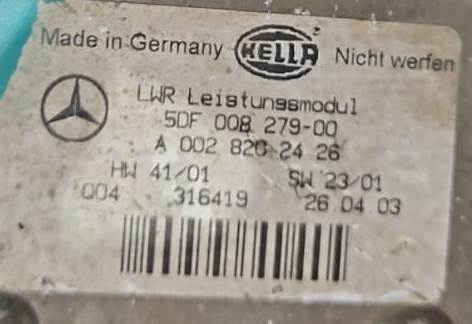 Made in Germany HELLA Nicht werfen
LWR Leistungsmodul
5DF 008 279-00
A 002 820 24 26
HW 41/01 SW 23/01
004 316419 26.04.03